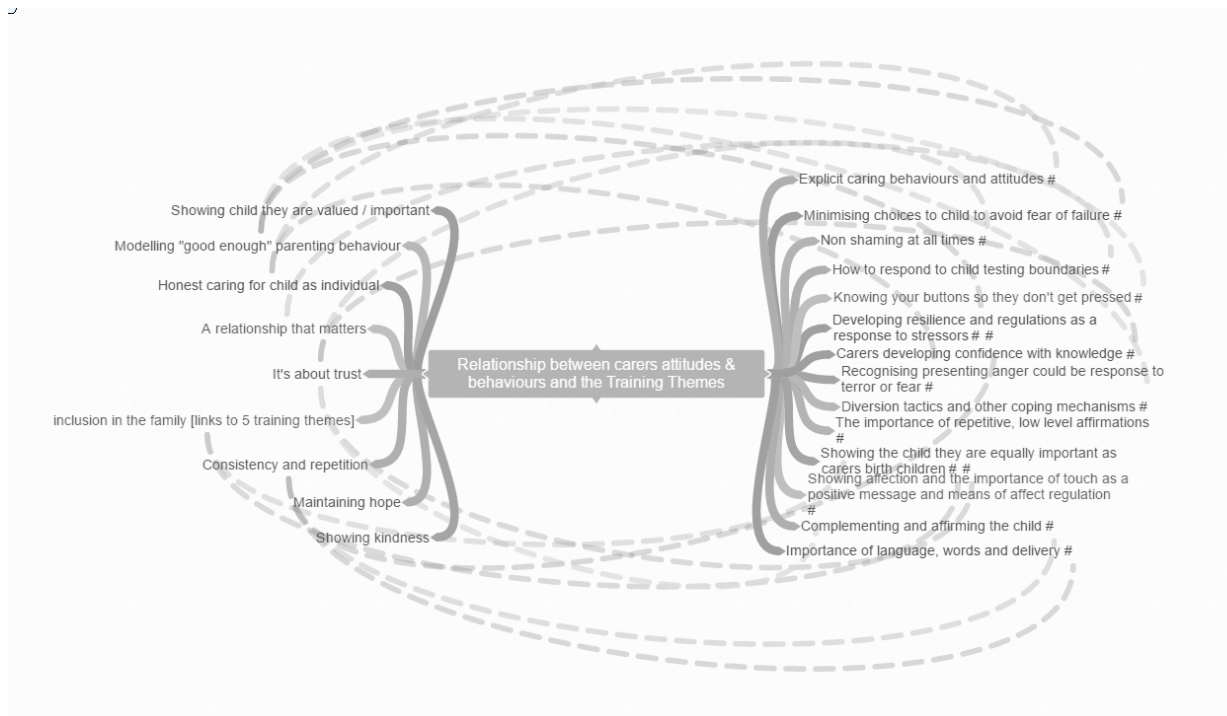 Relationship between carers attitudes &
behaviours and the Training Themes
Showing child they are valued / important
Modelling "good enough" parenting behaviour
Honest caring for child as individual
A relationship that matters
It's about trust
inclusion in the family [links to 5 training themes]
Consistency and repetition
Maintaining hope
Showing kindness
Explicit caring behaviours and attitudes #
Minimising choices to child to avoid fear of failure #
Non shaming at all times #
How to respond to child testing boundaries #
Knowing your buttons so they don't get pressed #
Developing resilience and regulations as a
response to stressors # #
Carers developing confidence with knowledge #
Recognising presenting anger could be response to
terror or fear #
Diversion tactics and other coping mechanisms #
The importance of repetitive, low level affirmations
#
Showing the child they are equally important as
carers birth children # #
Showing affection and the importance of touch as a
positive message and means of affect regulation
#
Complementing and affirming the child #
Importance of language, words and delivery #